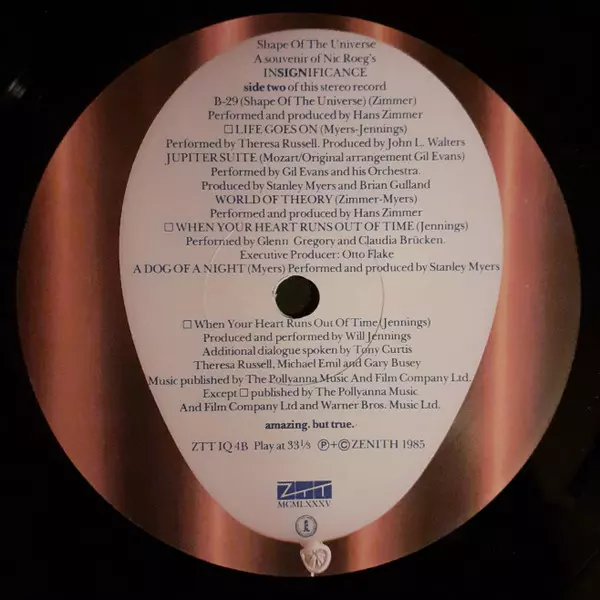 Shape Of The Universe
A souvenir of Nic Roeg's
INSIGNIFICANCE
side two of this stereo record
B-29 (Shape Of The Universe) (Zimmer)
Performed and produced by Hans Zimmer
☐ LIFE GOES ON (Myers-Jennings)
Performed by Theresa Russell. Produced by John L. Walters
JUPITER SUITE (Mozart/Original arrangement Gil Evans)
Performed by Gil Evans and his Orchestra.
Produced by Stanley Myers and Brian Gulland
WORLD OF THEORY (Zimmer-Myers)
Performed and produced by Hans Zimmer
☐ WHEN YOUR HEART RUNS OUT OF TIME (Jennings)
Performed by Glenn Gregory and Claudia Brücken.
Executive Producer: Otto Flake
A DOG OF A NIGHT (Myers) Performed and produced by Stanley Myers
☐ When Your Heart Runs Out Of Time (Jennings)
Produced and performed by Will Jennings
Additional dialogue spoken by Tony Curtis
Theresa Russell, Michael Emil and Gary Busey
Music published by The Pollyanna Music And Film Company Ltd.
Except ☐ published by The Pollyanna Music
And Film Company Ltd and Warner Bros. Music Ltd.
amazing. but true.
ZTT IQ 4B Play at 33⅓ Ⓟ+Ⓒ ZENITH 1985
ZTT
MCMLXXXV